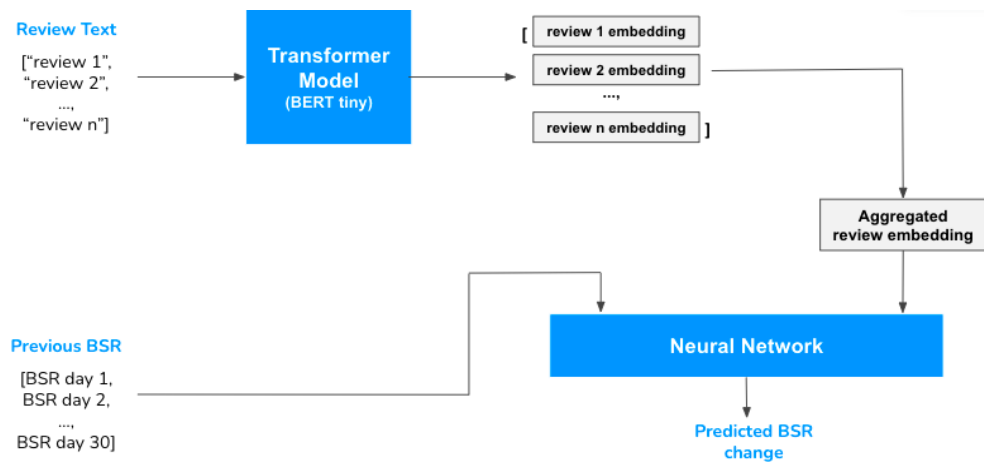 Review Text
[“review 1”,
“review 2”,
...,
“review n”]
Transformer
Model
(BERT tiny)
[ review 1 embedding
review 2 embedding
...,
review n embedding ]
Aggregated
review embedding
Previous BSR
[BSR day 1,
BSR day 2,
...,
BSR day 30]
Neural Network
Predicted BSR
change